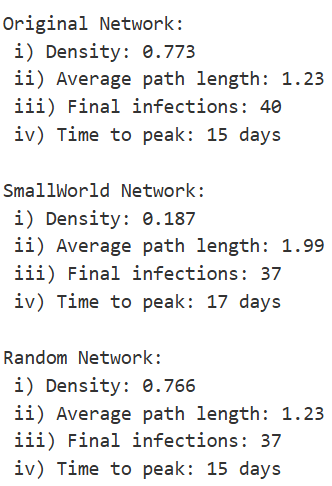 Original Network:
i) Density: 0.773
ii) Average path length: 1.23
iii) Final infections: 40
iv) Time to peak: 15 days

SmallWorld Network:
i) Density: 0.187
ii) Average path length: 1.99
iii) Final infections: 37
iv) Time to peak: 17 days

Random Network:
i) Density: 0.766
ii) Average path length: 1.23
iii) Final infections: 37
iv) Time to peak: 15 days